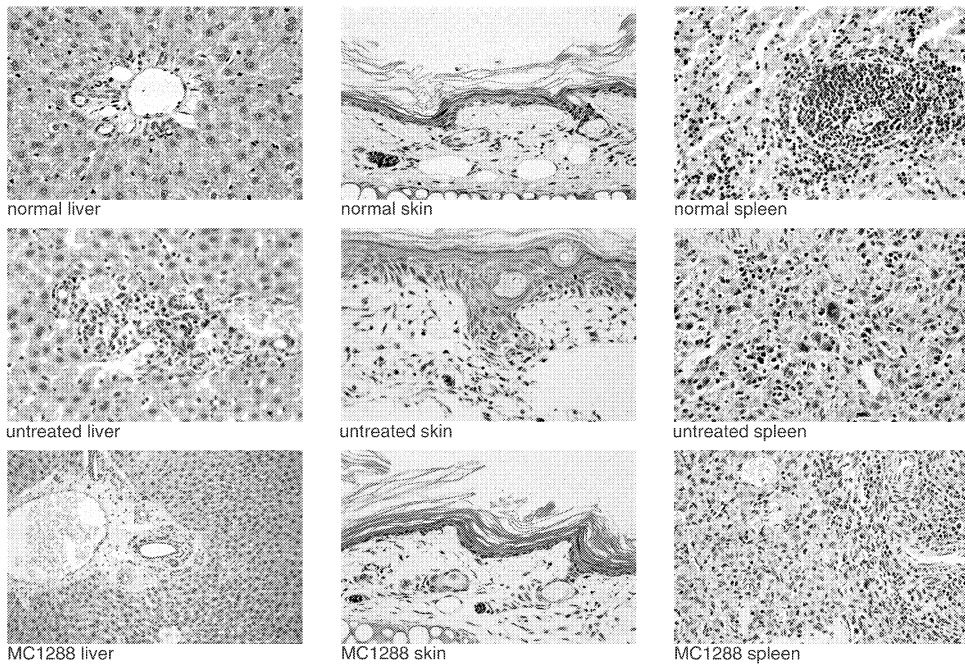 normal liver
normal skin
normal spleen
untreated liver
untreated skin
untreated spleen
MC1288 liver
MC1288 skin
MC1288 spleen